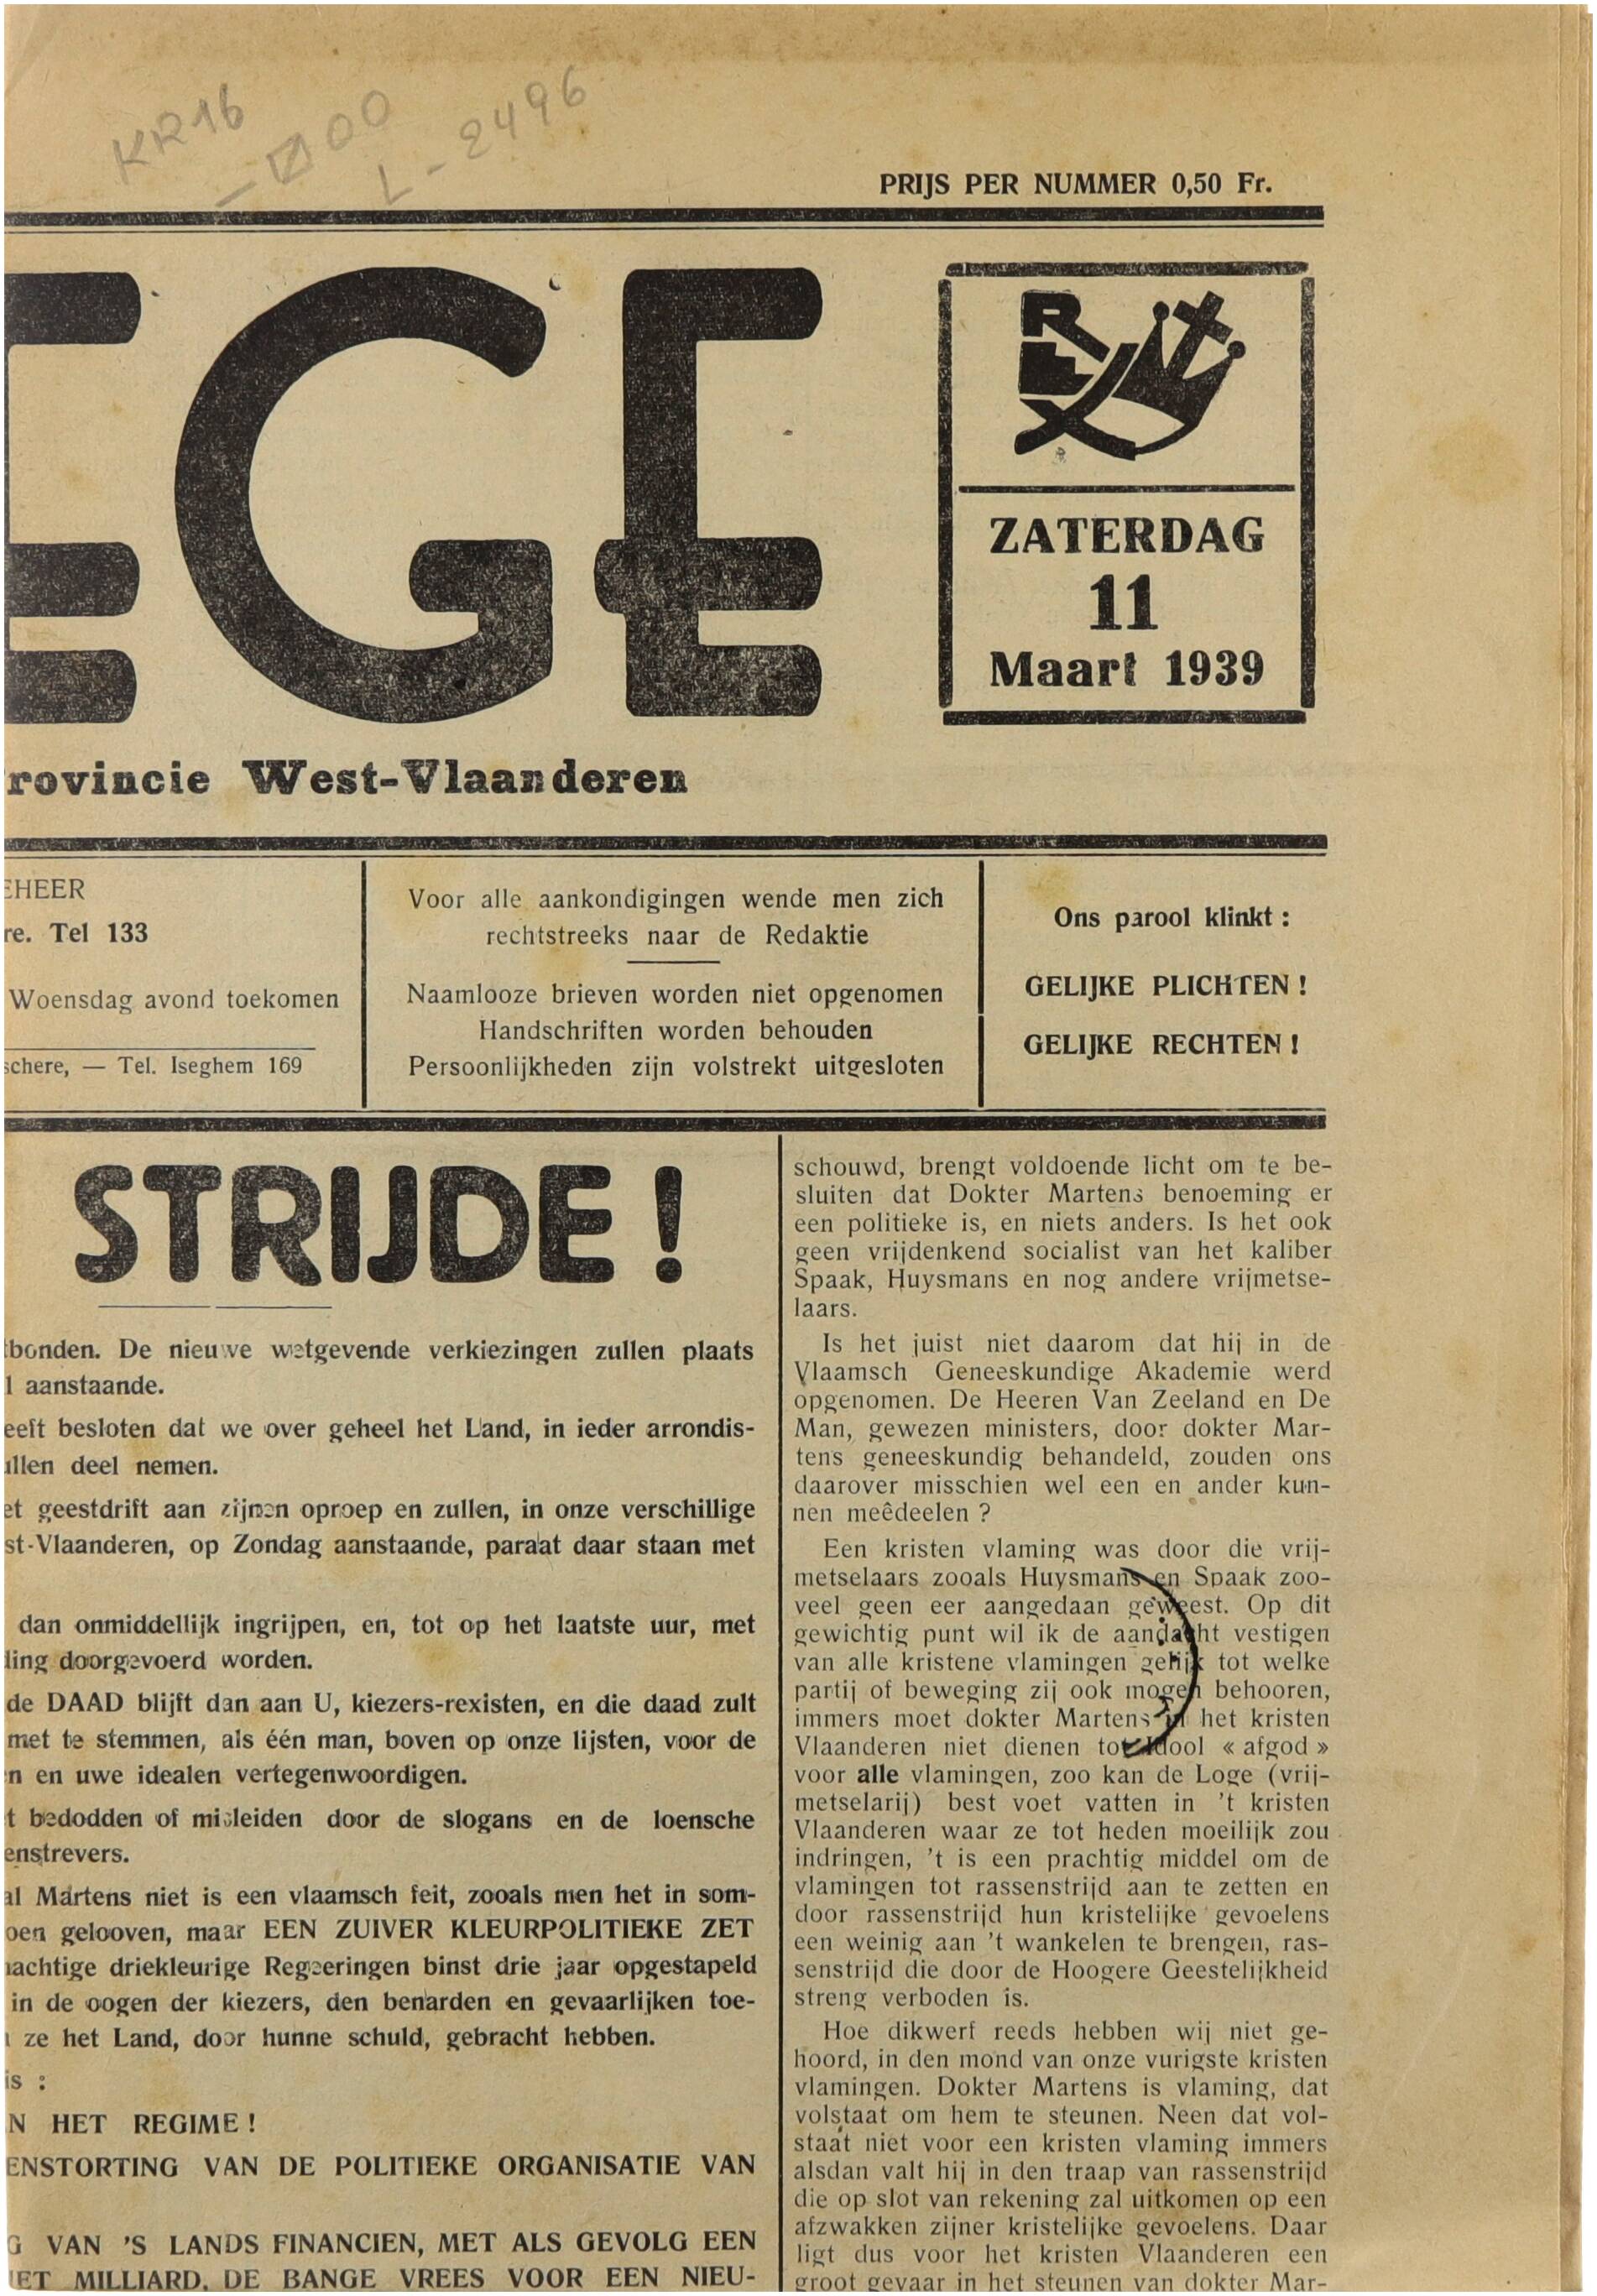 KR16
L-2496
PRIJS PER NUMMER 0,50 Fr.
EGE
REX
ZATERDAG
11
Maart 1939
rovincie West-Vlaanderen
EHEER
re. Tel 133
Woensdag avond toekomen
schere, — Tel. Iseghem 169
Voor alle aankondigingen wende men zich
rechtstreeks naar de Redaktie
Naamlooze brieven worden niet opgenomen
Handschriften worden behouden
Persoonlijkheden zijn volstrekt uitgesloten
Ons parool klinkt :
GELIJKE PLICHTEN !
GELIJKE RECHTEN !
STRIJDE !
bonden. De nieuwe wetgevende verkiezingen zullen plaats
l aanstaande.
eeft besloten dat we over geheel het Land, in ieder arrondis-
ullen deel nemen.
et geestdrift aan zijnen oproep en zullen, in onze verschillige
st-Vlaanderen, op Zondag aanstaande, paraat daar staan met
dan onmiddellijk ingrijpen, en, tot op het laatste uur, met
ling doorgevoerd worden.
de DAAD blijft dan aan U, kiezers-rexisten, en die daad zult
met te stemmen, als één man, boven op onze lijsten, voor de
n en uwe idealen vertegenwoordigen.
t bedodden of misleiden door de slogans en de loensche
enstrevers.
al Martens niet is een vlaamsch feit, zooals men het in som-
oen gelooven, maar EEN ZUIVER KLEURPOLITIEKE ZET
nachtige driekleurige Regeeringen binst drie jaar opgestapeld
in de oogen der kiezers, den benarden en gevaarlijken toe-
ze het Land, door hunne schuld, gebracht hebben.
is :
N HET REGIME !
ENSTORTING VAN DE POLITIEKE ORGANISATIE VAN
G VAN 'S LANDS FINANCIEN, MET ALS GEVOLG EEN
IET MILLIARD, DE BANGE VREES VOOR EEN NIEU-
schouwd, brengt voldoende licht om te be-
sluiten dat Dokter Martens benoeming er
een politieke is, en niets anders. Is het ook
geen vrijdenkend socialist van het kaliber
Spaak, Huysmans en nog andere vrijmetse-
laars.
Is het juist niet daarom dat hij in de
Vlaamsch Geneeskundige Akademie werd
opgenomen. De Heeren Van Zeeland en De
Man, gewezen ministers, door dokter Mar-
tens geneeskundig behandeld, zouden ons
daarover misschien wel een en ander kun-
nen meêdeelen ?
Een kristen vlaming was door die vrij-
metselaars zooals Huysmans en Spaak zoo-
veel geen eer aangedaan geweest. Op dit
gewichtig punt wil ik de aandacht vestigen
van alle kristene vlamingen gelijk tot welke
partij of beweging zij ook mogen behooren,
immers moet dokter Martens in het kristen
Vlaanderen niet dienen tot Idool « afgod »
voor alle vlamingen, zoo kan de Loge (vrij-
metselarij) best voet vatten in 't kristen
Vlaanderen waar ze tot heden moeilijk zou
indringen, 't is een prachtig middel om de
vlamingen tot rassenstrijd aan te zetten en
door rassenstrijd hun kristelijke gevoelens
een weinig aan 't wankelen te brengen, ras-
senstrijd die door de Hoogere Geestelijkheid
streng verboden is.
Hoe dikwerf reeds hebben wij niet ge-
hoord, in den mond van onze vurigste kristen
vlamingen. Dokter Martens is vlaming, dat
volstaat om hem te steunen. Neen dat vol-
staat niet voor een kristen vlaming immers
alsdan valt hij in den traap van rassenstrijd
die op slot van rekening zal uitkomen op een
afzwakken zijner kristelijke gevoelens. Daar
ligt dus voor het kristen Vlaanderen een
groot gevaar in het steunen van dokter Mar-